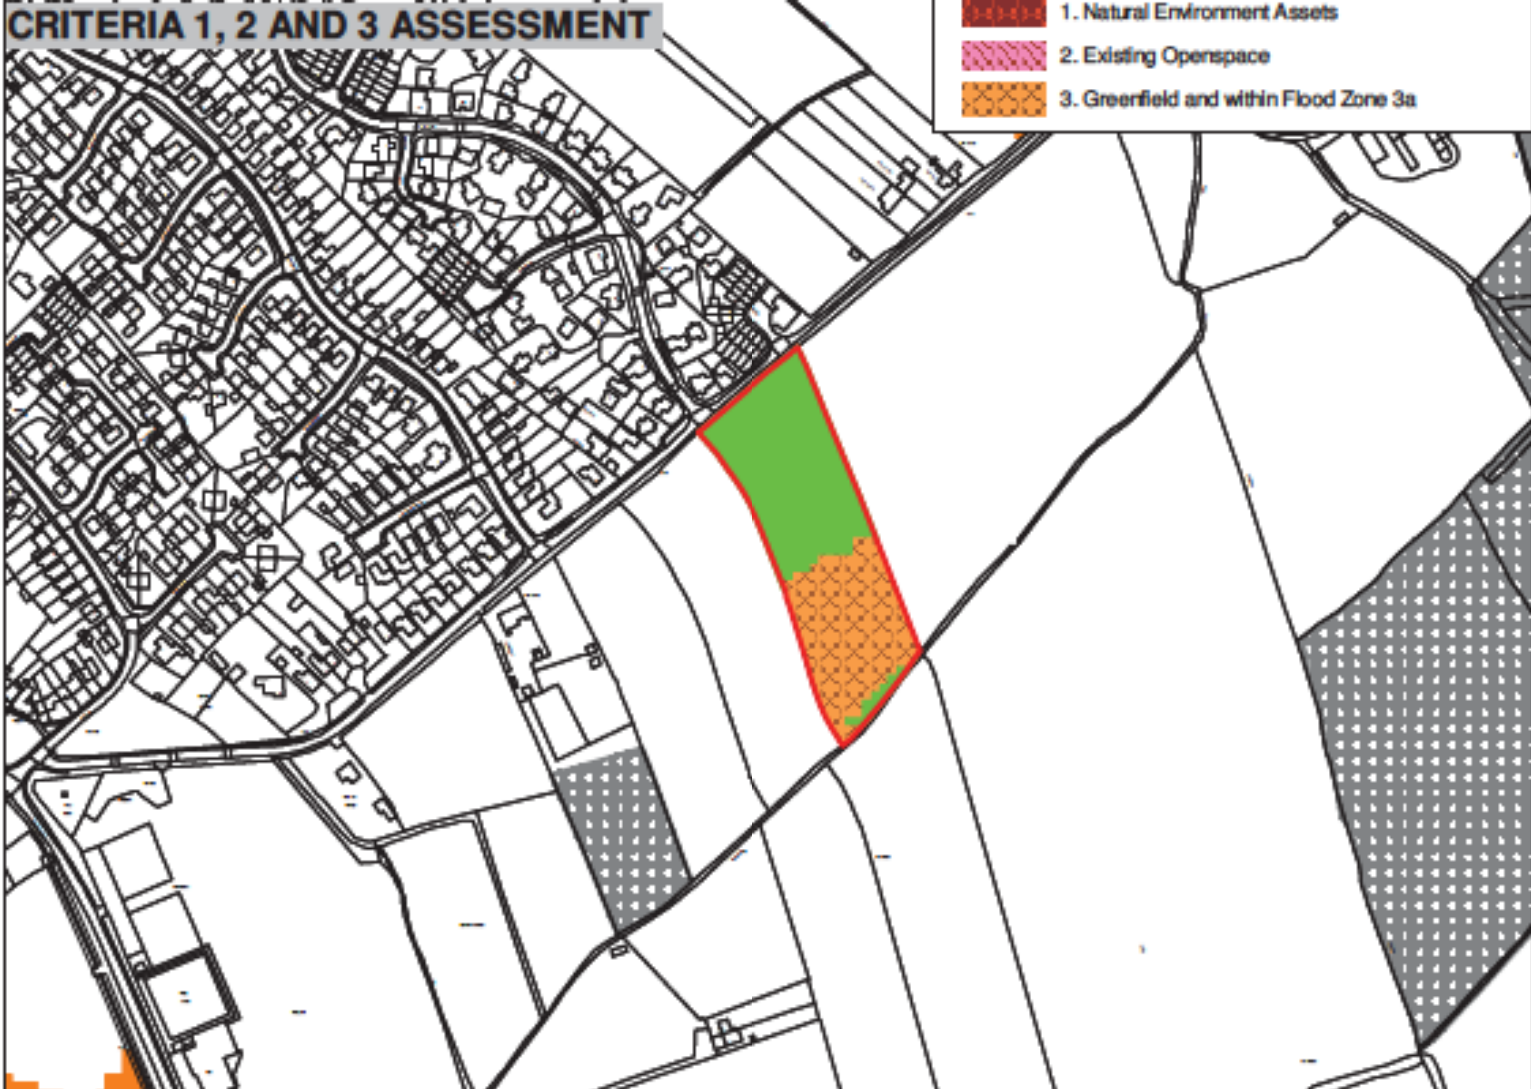 CRITERIA 1, 2 AND 3 ASSESSMENT
1. Natural Environment Assets
2. Existing Openspace
3. Greenfield and within Flood Zone 3a